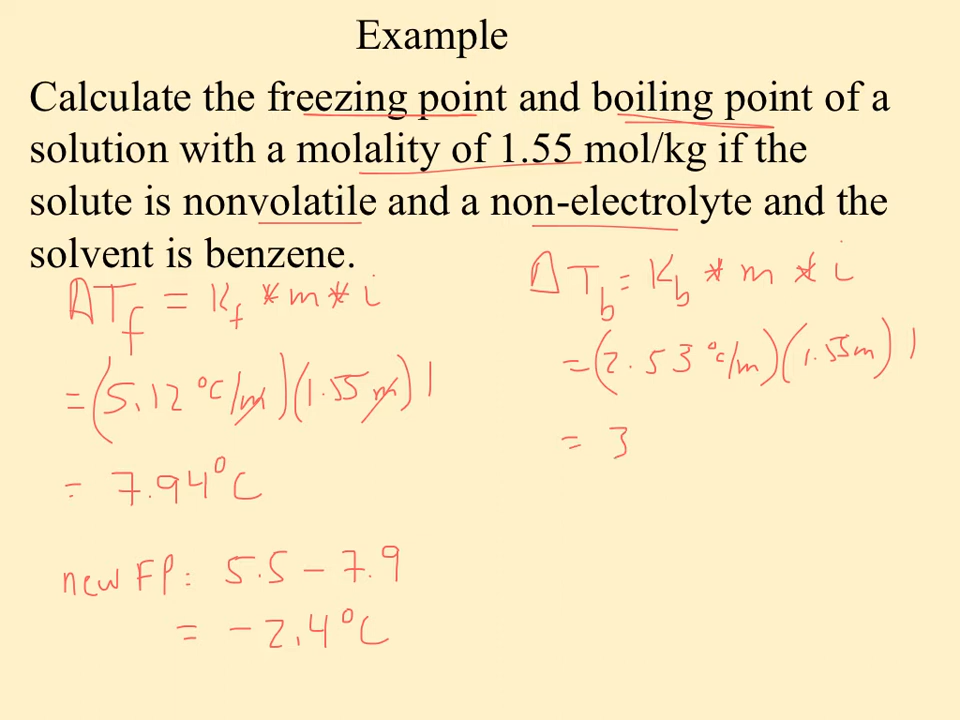 Example
Calculate the freezing point and boiling point of a
solution with a molality of 1.55 mol/kg if the
solute is nonvolatile and a non-electrolyte and the
solvent is benzene.
ΔTf = Kf * m * i
= (5.12 °C/m)(1.55m) 1
= 7.94°C
new FP: 5.5 – 7.9
= -2.4°C
ΔTb = Kb * m * i
= (2.53 °C/m)(1.55m) 1
= 3